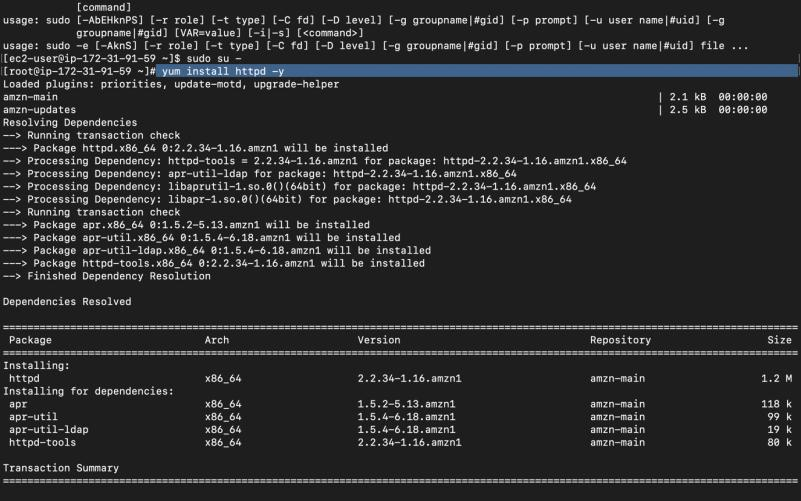 [command]
usage: sudo [-AbEHknPS] [-r role] [-t type] [-C fd] [-D level] [-g groupname|#gid] [-p prompt] [-u user name|#uid] [-g
groupname|#gid] [VAR=value] [-i|-s] [<command>]
usage: sudo -e [-AknS] [-r role] [-t type] [-C fd] [-D level] [-g groupname|#gid] [-p prompt] [-u user name|#uid] file ...
[ec2-user@ip-172-31-91-59 ~]$ sudo su -
[root@ip-172-31-91-59 ~]# yum install httpd -y
Loaded plugins: priorities, update-motd, upgrade-helper
amzn-main | 2.1 kB 00:00:00
amzn-updates | 2.5 kB 00:00:00
Resolving Dependencies
--> Running transaction check
---> Package httpd.x86_64 0:2.2.34-1.16.amzn1 will be installed
--> Processing Dependency: httpd-tools = 2.2.34-1.16.amzn1 for package: httpd-2.2.34-1.16.amzn1.x86_64
--> Processing Dependency: apr-util-ldap for package: httpd-2.2.34-1.16.amzn1.x86_64
--> Processing Dependency: libaprutil-1.so.0()(64bit) for package: httpd-2.2.34-1.16.amzn1.x86_64
--> Processing Dependency: libapr-1.so.0()(64bit) for package: httpd-2.2.34-1.16.amzn1.x86_64
--> Running transaction check
---> Package apr.x86_64 0:1.5.2-5.13.amzn1 will be installed
---> Package apr-util.x86_64 0:1.5.4-6.18.amzn1 will be installed
---> Package apr-util-ldap.x86_64 0:1.5.4-6.18.amzn1 will be installed
---> Package httpd-tools.x86_64 0:2.2.34-1.16.amzn1 will be installed
--> Finished Dependency Resolution
Dependencies Resolved
Package Arch Version Repository Size
Installing:
httpd x86_64 2.2.34-1.16.amzn1 amzn-main 1.2 M
Installing for dependencies:
apr x86_64 1.5.2-5.13.amzn1 amzn-main 118 k
apr-util x86_64 1.5.4-6.18.amzn1 amzn-main 99 k
apr-util-ldap x86_64 1.5.4-6.18.amzn1 amzn-main 19 k
httpd-tools x86_64 2.2.34-1.16.amzn1 amzn-main 80 k
Transaction Summary